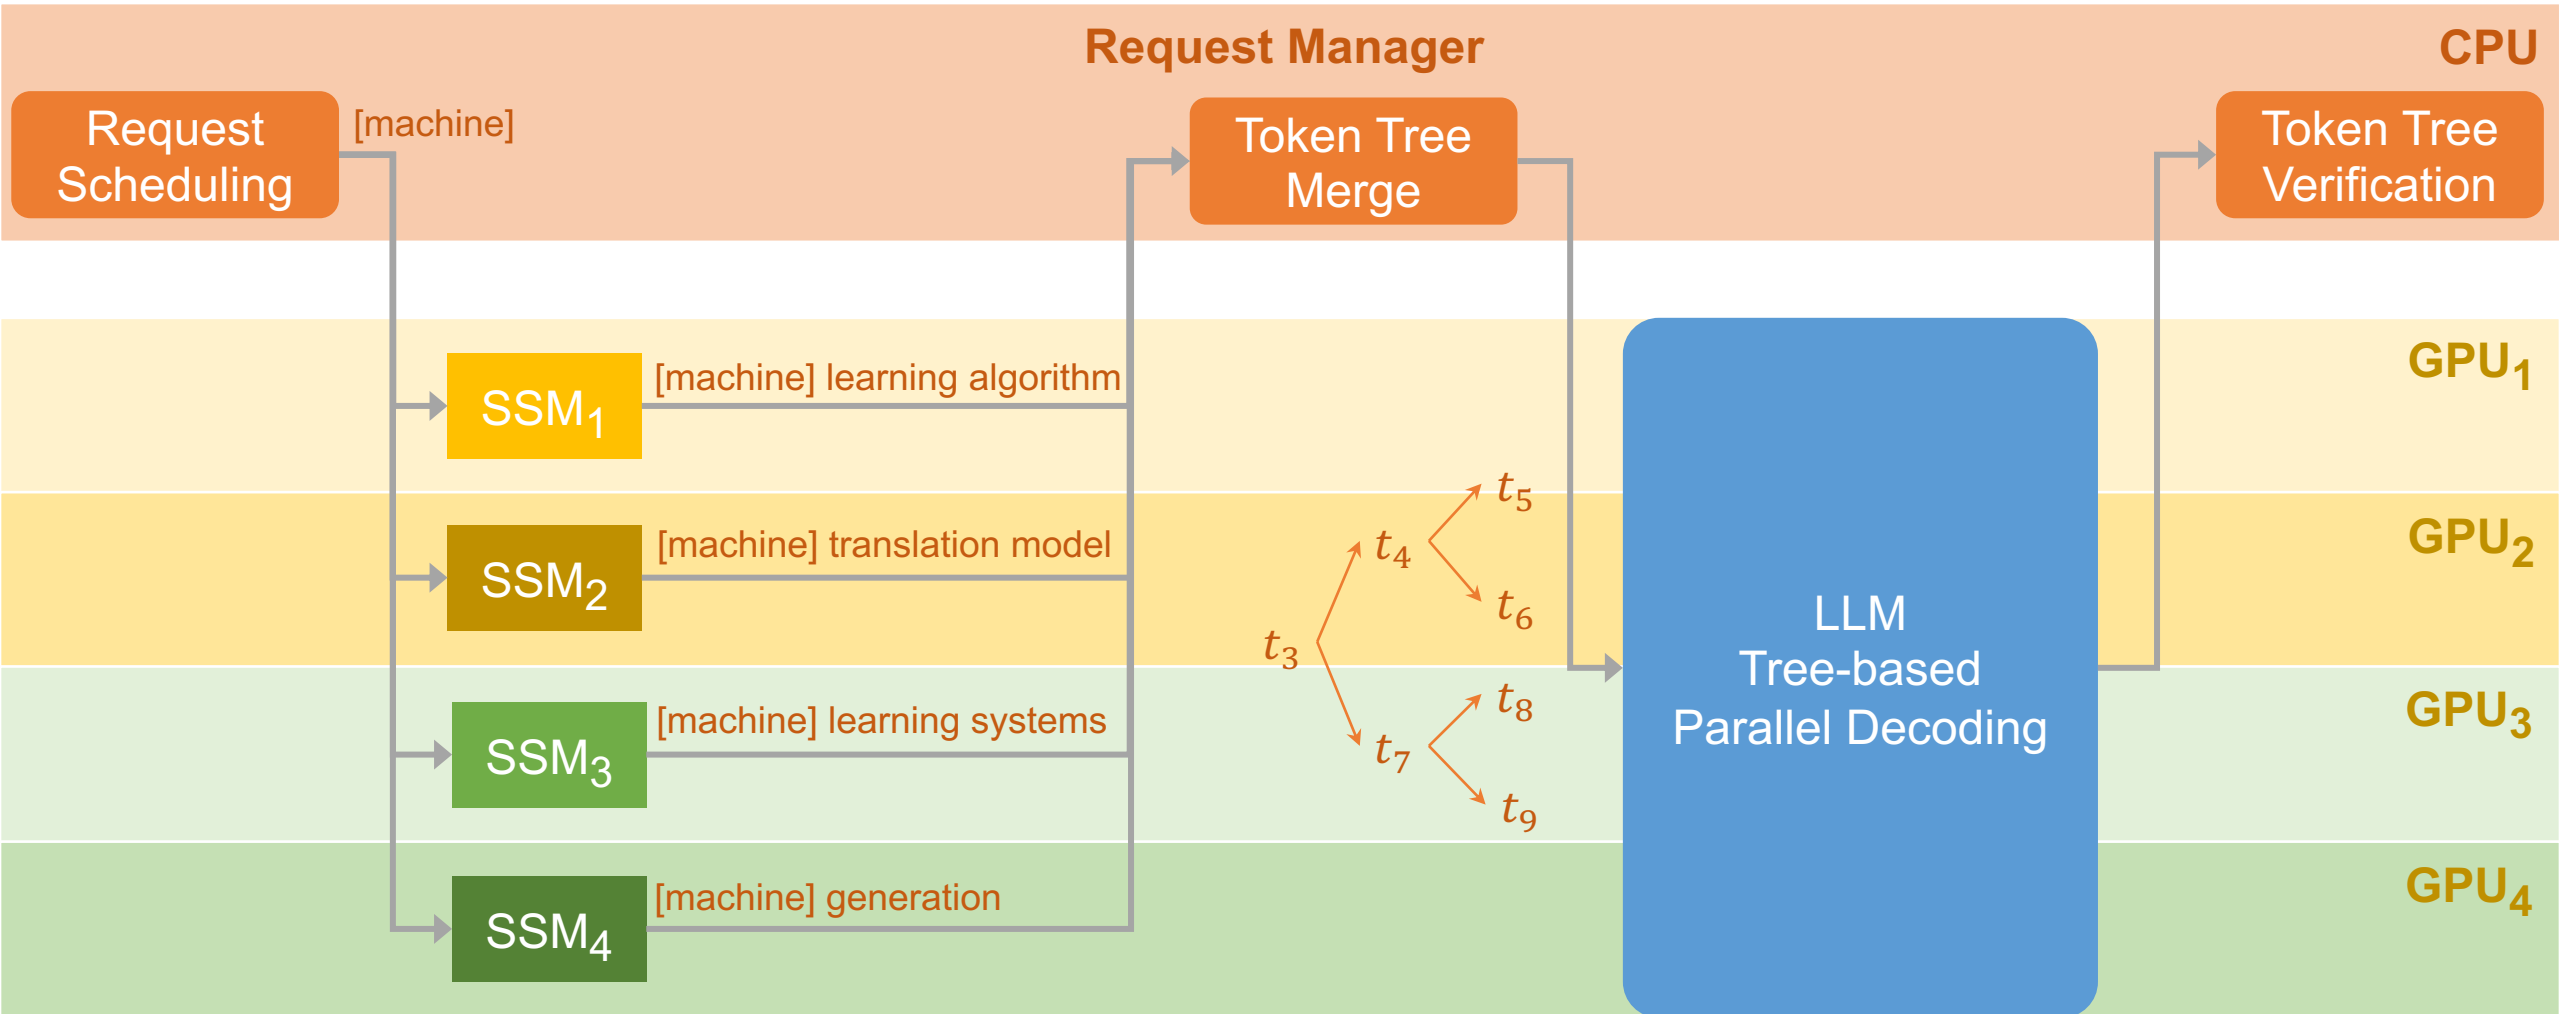 Request Manager
CPU
Request
Scheduling
[machine]
Token Tree
Merge
Token Tree
Verification
GPU1
SSM1
[machine] learning algorithm
GPU2
SSM2
[machine] translation model
GPU3
SSM3
[machine] learning systems
GPU4
SSM4
[machine] generation
t3
t4
t5
t6
t7
t8
t9
LLM
Tree-based
Parallel Decoding